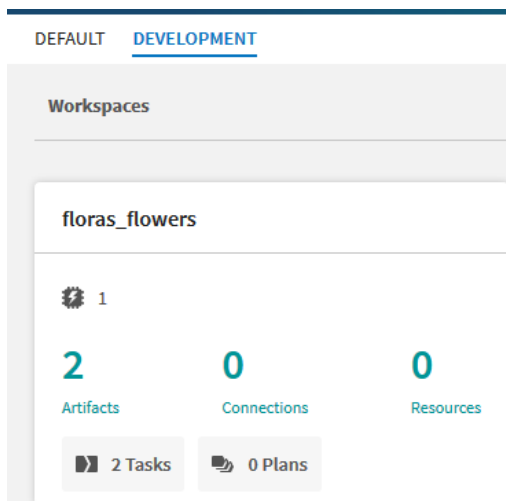 DEFAULT DEVELOPMENT
Workspaces
floras_flowers
1
2 0 0
Artifacts Connections Resources
2 Tasks 0 Plans